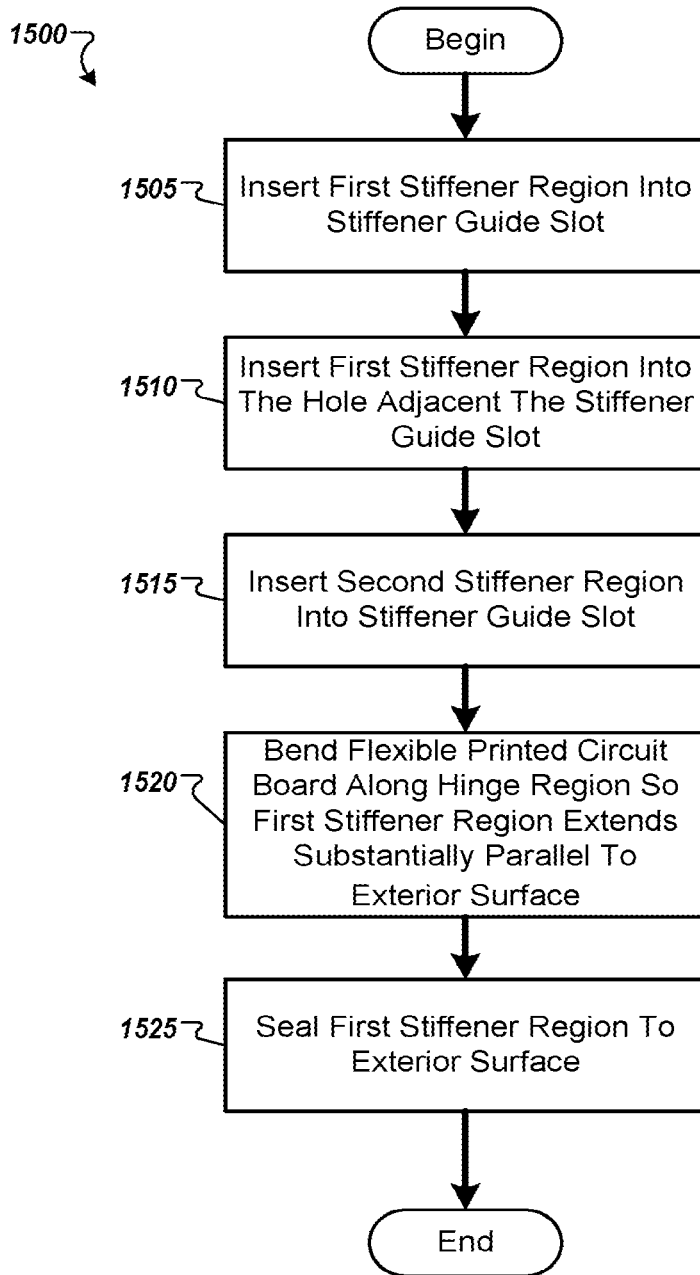 1500
Begin
1505
Insert First Stiffener Region Into
Stiffener Guide Slot
1510
Insert First Stiffener Region Into
The Hole Adjacent The Stiffener
Guide Slot
1515
Insert Second Stiffener Region
Into Stiffener Guide Slot
1520
Bend Flexible Printed Circuit
Board Along Hinge Region So
First Stiffener Region Extends
Substantially Parallel To
Exterior Surface
1525
Seal First Stiffener Region To
Exterior Surface
End